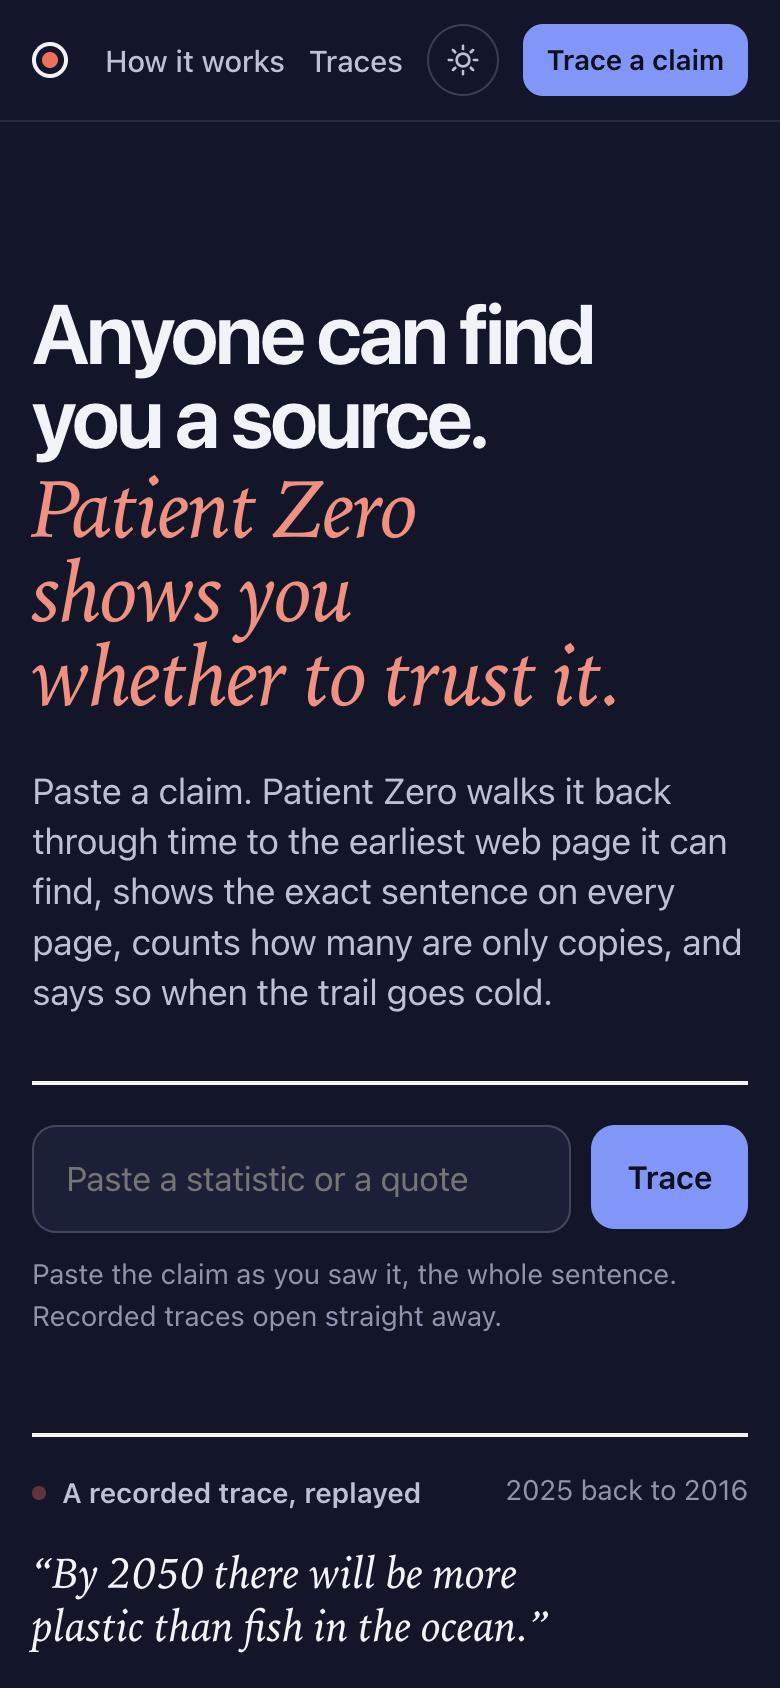 How it works Traces Trace a claim
Anyone can find
you a source.
Patient Zero
shows you
whether to trust it.
Paste a claim. Patient Zero walks it back
through time to the earliest web page it can
find, shows the exact sentence on every
page, counts how many are only copies, and
says so when the trail goes cold.
Paste a statistic or a quote Trace
Paste the claim as you saw it, the whole sentence.
Recorded traces open straight away.
A recorded trace, replayed 2025 back to 2016
“By 2050 there will be more
plastic than fish in the ocean.”